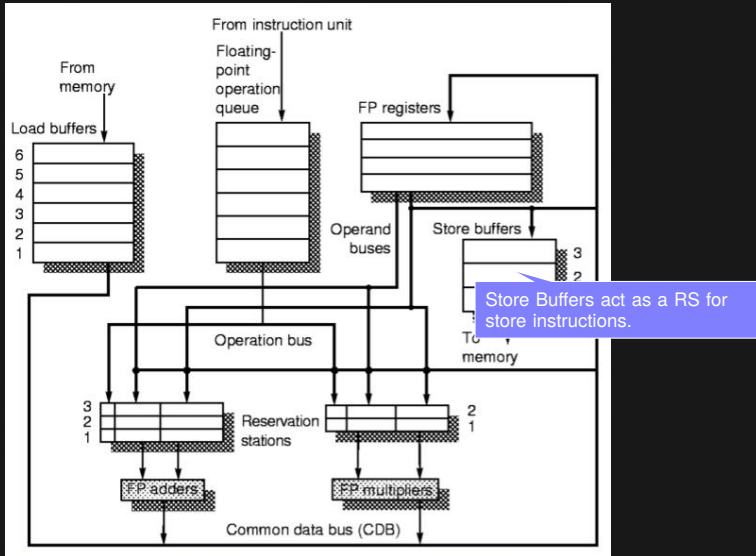 From instruction unit
Floating-
point
operation
queue
From
memory
FP registers
Load buffers
6
5
4
3
2
1
Operand
buses
Store buffers
3
2
Store Buffers act as a RS for
store instructions.
To
memory
Operation bus
3
2
1
Reservation
stations
2
1
FP adders
FP multipliers
Common data bus (CDB)